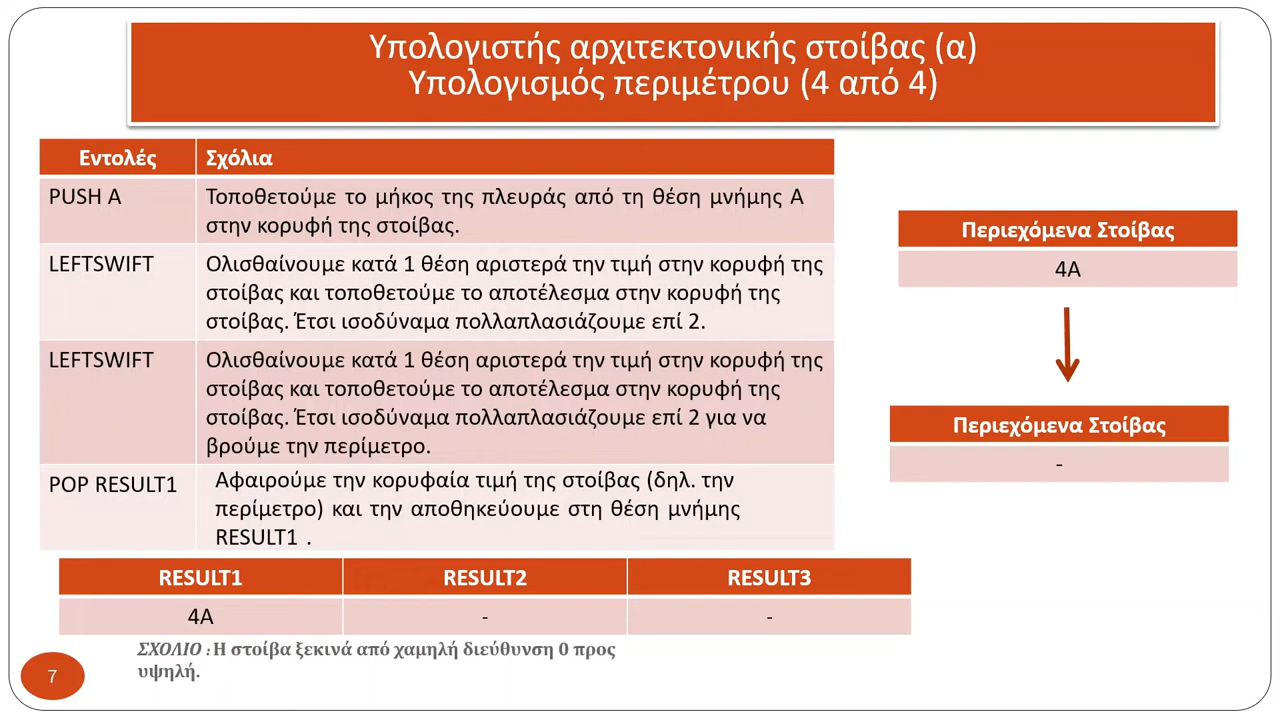 Υπολογιστής αρχιτεκτονικής στοίβας (α)
Υπολογισμός περιμέτρου (4 από 4)
Εντολές Σχόλια
PUSH A Τοποθετούμε το μήκος της πλευράς από τη θέση μνήμης Α
στην κορυφή της στοίβας.
LEFTSWIFT Ολισθαίνουμε κατά 1 θέση αριστερά την τιμή στην κορυφή της
στοίβας και τοποθετούμε το αποτέλεσμα στην κορυφή της
στοίβας. Έτσι ισοδύναμα πολλαπλασιάζουμε επί 2.
LEFTSWIFT Ολισθαίνουμε κατά 1 θέση αριστερά την τιμή στην κορυφή της
στοίβας και τοποθετούμε το αποτέλεσμα στην κορυφή της
στοίβας. Έτσι ισοδύναμα πολλαπλασιάζουμε επί 2 για να
βρούμε την περίμετρο.
POP RESULT1 Αφαιρούμε την κορυφαία τιμή της στοίβας (δηλ. την
περίμετρο) και την αποθηκεύουμε στη θέση μνήμης
RESULT1 .
Περιεχόμενα Στοίβας
4A
Περιεχόμενα Στοίβας
-
RESULT1 RESULT2 RESULT3
4A - -
ΣΧΟΛΙΟ : Η στοίβα ξεκινά από χαμηλή διεύθυνση 0 προς
υψηλή.
7